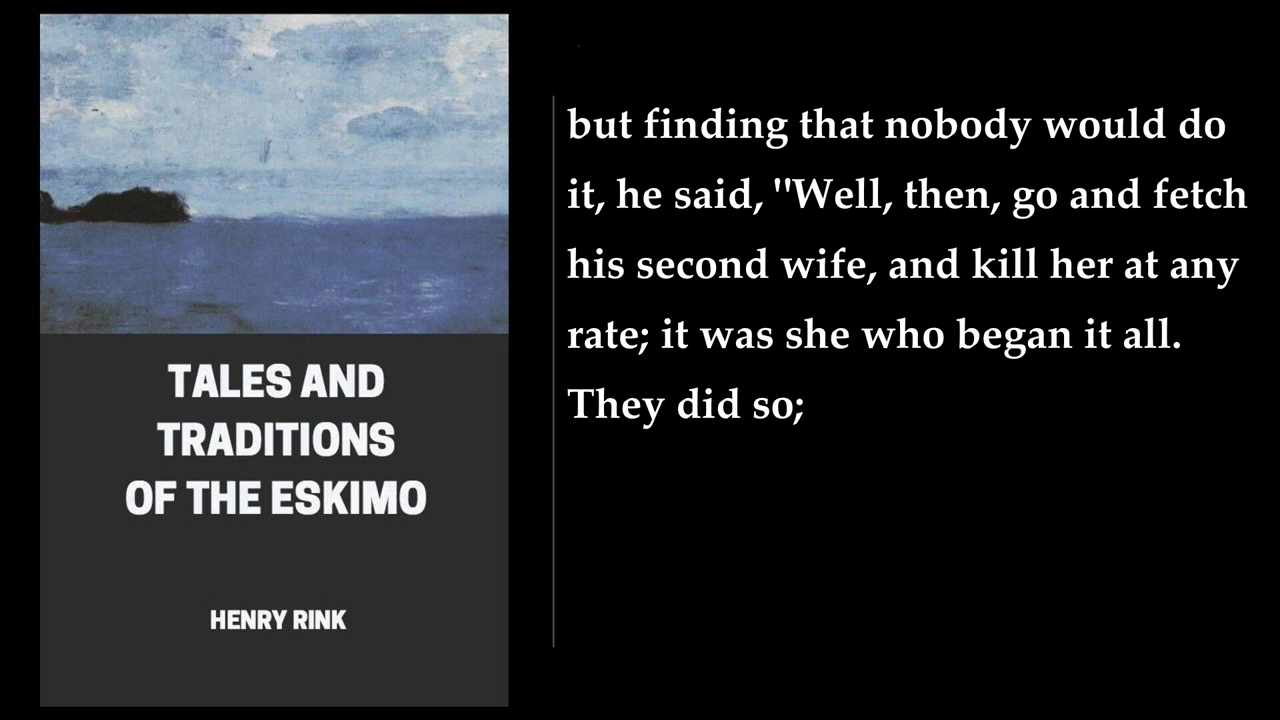 TALES AND
TRADITIONS
OF THE ESKIMO
HENRY RINK
but finding that nobody would do
it, he said, "Well, then, go and fetch
his second wife, and kill her at any
rate; it was she who began it all.
They did so;